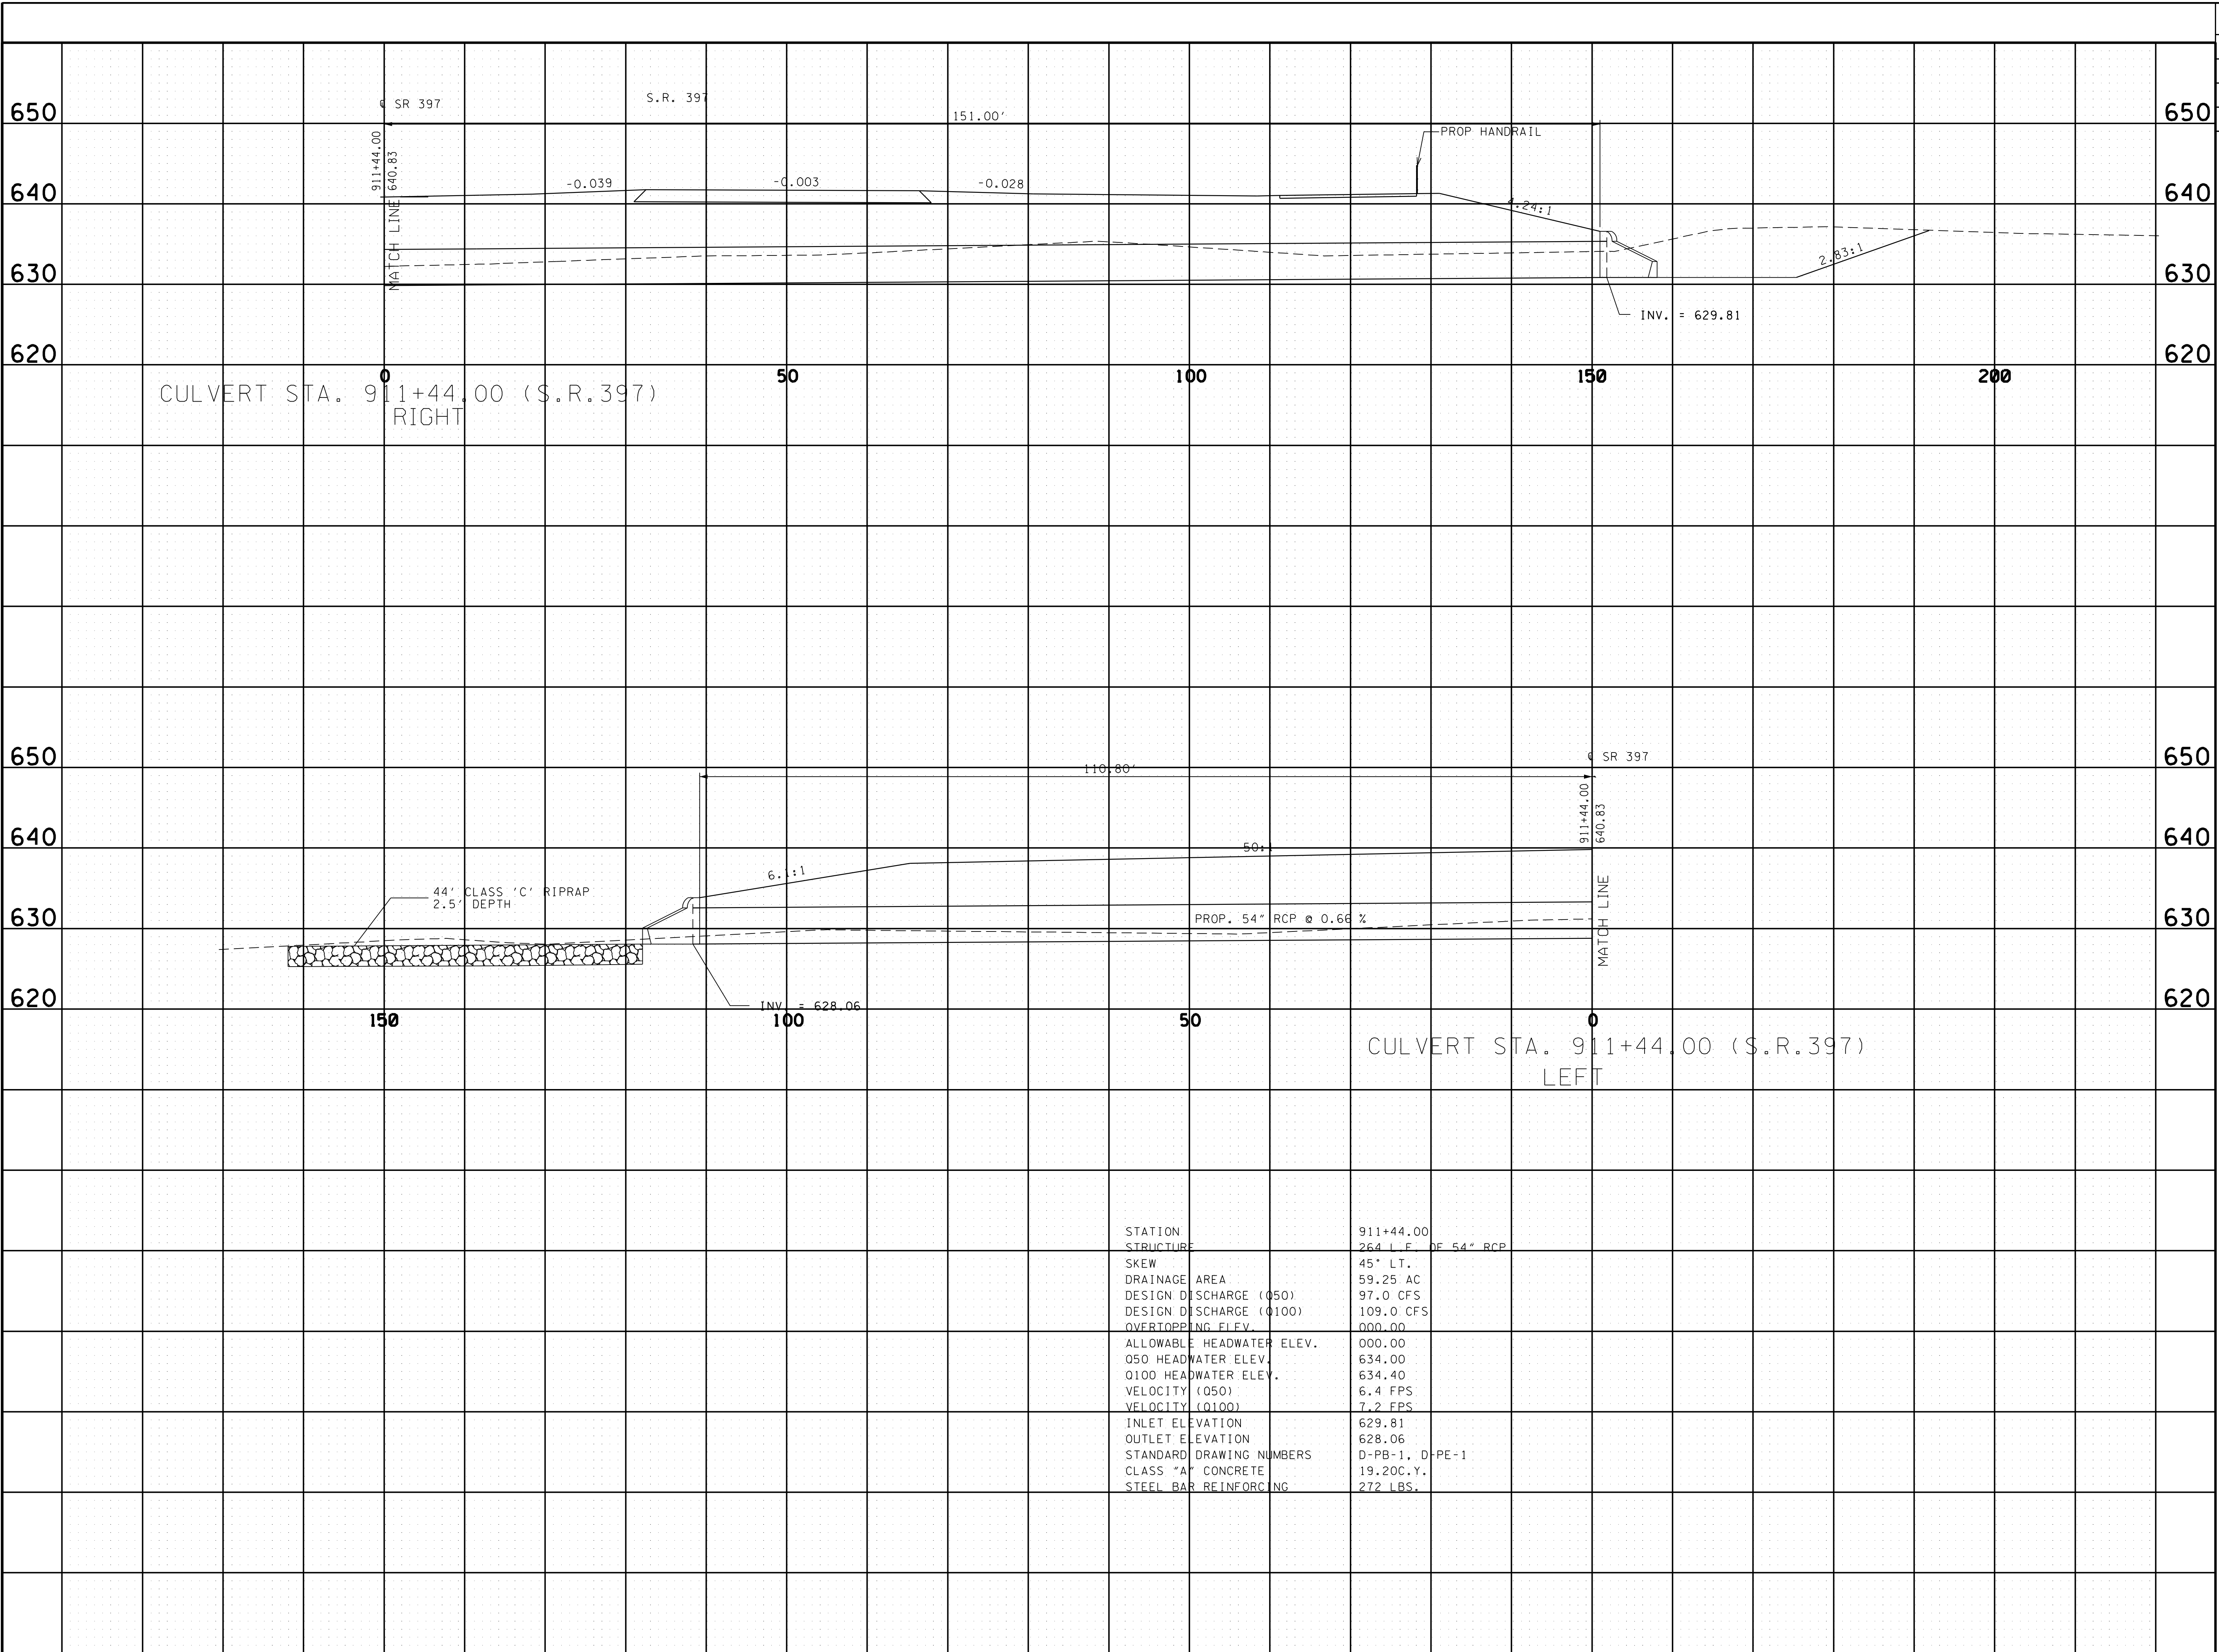 ℄ SR 397
S.R. 397
650
650
151.00'
PROP HANDRAIL
911+44.00
640.83
-0.039
-0.003
-0.028
640
640
4.24:1
MATCH LINE
2.83:1
630
630
INV. = 629.81
620
620
0
50
100
150
200
CULVERT STA. 911+44.00 (S.R.397)
RIGHT
℄ SR 397
650
650
110.80'
911+44.00
640.83
640
640
50:1
6.1:1
44' CLASS 'C' RIPRAP
2.5' DEPTH
MATCH LINE
630
630
PROP. 54" RCP @ 0.66 %
INV. = 628.06
620
620
150
100
50
0
CULVERT STA. 911+44.00 (S.R.397)
LEFT
STATION 911+44.00
STRUCTURE 264 L.F. OF 54" RCP
SKEW 45° LT.
DRAINAGE AREA 59.25 AC
DESIGN DISCHARGE (Q50) 97.0 CFS
DESIGN DISCHARGE (Q100) 109.0 CFS
OVERTOPPING ELEV. 000.00
ALLOWABLE HEADWATER ELEV. 000.00
Q50 HEADWATER ELEV. 634.00
Q100 HEADWATER ELEV. 634.40
VELOCITY (Q50) 6.4 FPS
VELOCITY (Q100) 7.2 FPS
INLET ELEVATION 629.81
OUTLET ELEVATION 628.06
STANDARD DRAWING NUMBERS D-PB-1, D-PE-1
CLASS "A" CONCRETE 19.20C.Y.
STEEL BAR REINFORCING 272 LBS.